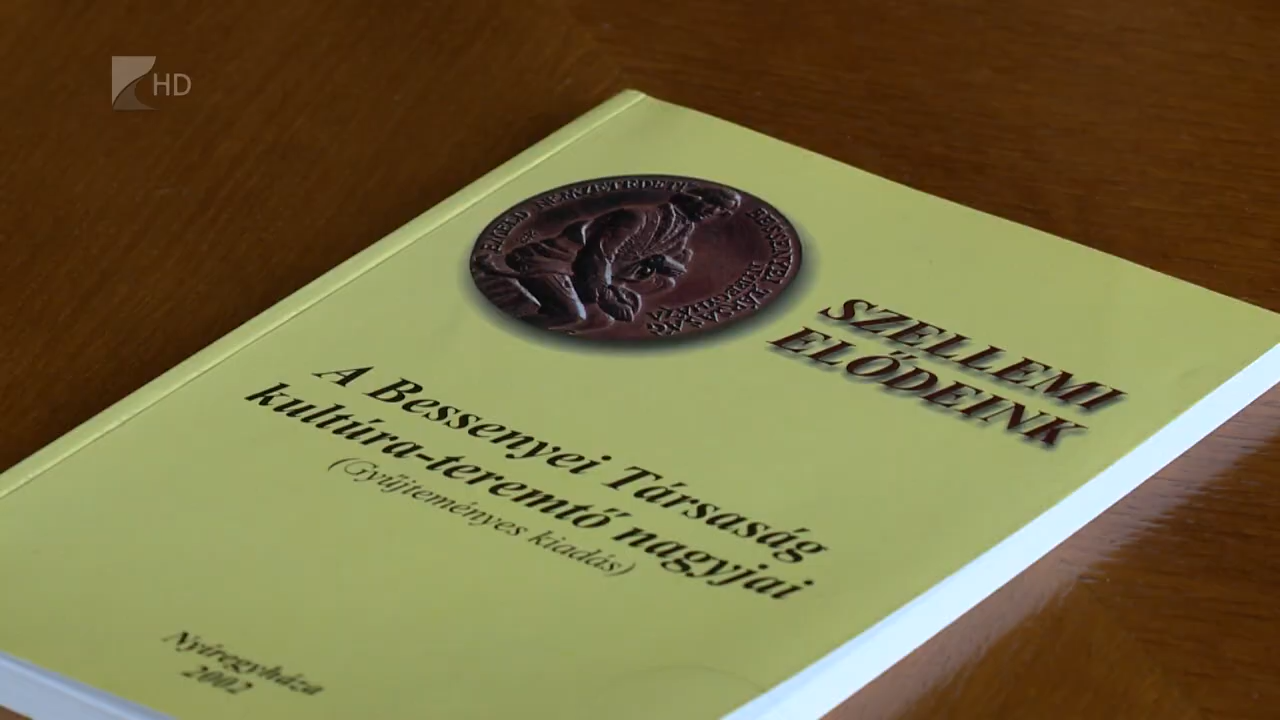 HD
SZELLEMI
ELŐDEINK
A Bessenyei Társaság
kultúra-teremtő nagyjai
(Gyűjteményes kiadás)
Nyíregyháza
2002